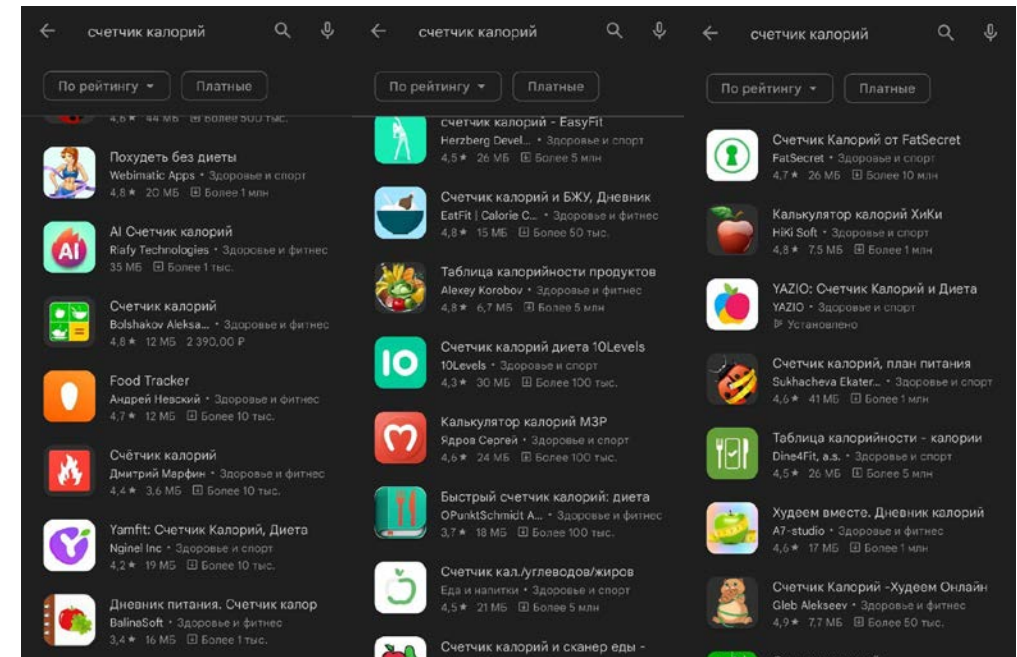 счетчик калорий
По рейтингу
Платные
4,6 ★ 44 МБ Более 500 тыс.
Похудеть без диеты
Webimatic Apps • Здоровье и спорт
4,8 ★ 20 МБ Более 1 млн
AI
AI Счетчик калорий
Riafy Technologies • Здоровье и фитнес
35 МБ Более 1 тыс.
Счетчик калорий
Bolshakov Aleksa... • Здоровье и фитнес
4,8 ★ 12 МБ 2 390,00 ₽
Food Tracker
Андрей Невский • Здоровье и фитнес
4,7 ★ 12 МБ Более 10 тыс.
Счётчик калорий
Дмитрий Марфин • Здоровье и фитнес
4,4 ★ 3,6 МБ Более 10 тыс.
Yamfit: Счетчик Калорий, Диета
Nginel Inc • Здоровье и спорт
4,2 ★ 19 МБ Более 10 тыс.
Дневник питания. Счетчик калор
BalinaSoft • Здоровье и фитнес
3,4 ★ 16 МБ Более 1 тыс.
счетчик калорий
По рейтингу
Платные
счетчик калорий - EasyFit
Herzberg Devel... • Здоровье и спорт
4,5 ★ 26 МБ Более 5 млн
Счетчик калорий и БЖУ, Дневник
EatFit | Calorie C... • Здоровье и фитнес
4,8 ★ 15 МБ Более 50 тыс.
Таблица калорийности продуктов
Alexey Korobov • Здоровье и фитнес
4,8 ★ 6,7 МБ Более 5 млн
10
Счетчик калорий диета 10Levels
10Levels • Здоровье и спорт
4,3 ★ 30 МБ Более 100 тыс.
Калькулятор калорий МЗР
Ядров Сергей • Здоровье и спорт
4,6 ★ 24 МБ Более 100 тыс.
Быстрый счетчик калорий: диета
OPunktSchmidt A... • Здоровье и фитнес
3,7 ★ 18 МБ Более 100 тыс.
Счетчик кал./углеводов/жиров
Еда и напитки • Здоровье и спорт
4,5 ★ 21 МБ Более 5 млн
Счетчик калорий и сканер еды -
счетчик калорий
По рейтингу
Платные
Счетчик Калорий от FatSecret
FatSecret • Здоровье и спорт
4,7 ★ 26 МБ Более 10 млн
Калькулятор калорий ХиКи
HiKi Soft • Здоровье и спорт
4,8 ★ 7,5 МБ Более 1 млн
YAZIO: Счетчик Калорий и Диета
YAZIO • Здоровье и спорт
Установлено
Счетчик калорий, план питания
Sukhacheva Ekater... • Здоровье и спорт
4,6 ★ 41 МБ Более 1 млн
Таблица калорийности - калории
Dine4Fit, a.s. • Здоровье и спорт
4,5 ★ 26 МБ Более 5 млн
Худеем вместе. Дневник калорий
A7-studio • Здоровье и спорт
4,6 ★ 17 МБ Более 1 млн
Счетчик Калорий -Худеем Онлайн
Gleb Alekseev • Здоровье и фитнес
4,9 ★ 7,7 МБ Более 50 тыс.